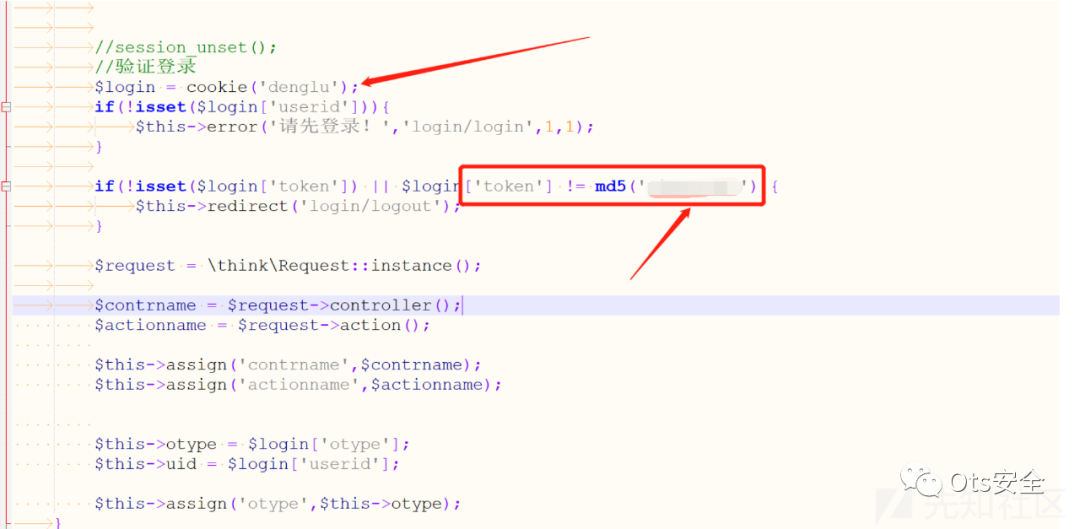 //session_unset();
//验证登录
$login = cookie('denglu');
if(!isset($login['userid'])){
$this->error('请先登录！','login/login',1,1);
}
if(!isset($login['token']) || $login['token'] != md5('') {
$this->redirect('login/logout');
}
$request = \think\Request::instance();
$contrname = $request->controller();
$actionname = $request->action();
$this->assign('contrname',$contrname);
$this->assign('actionname',$actionname);
$this->otype = $login['otype'];
$this->uid = $login['userid'];
$this->assign('otype',$this->otype);
}
Ots安全
先知社区